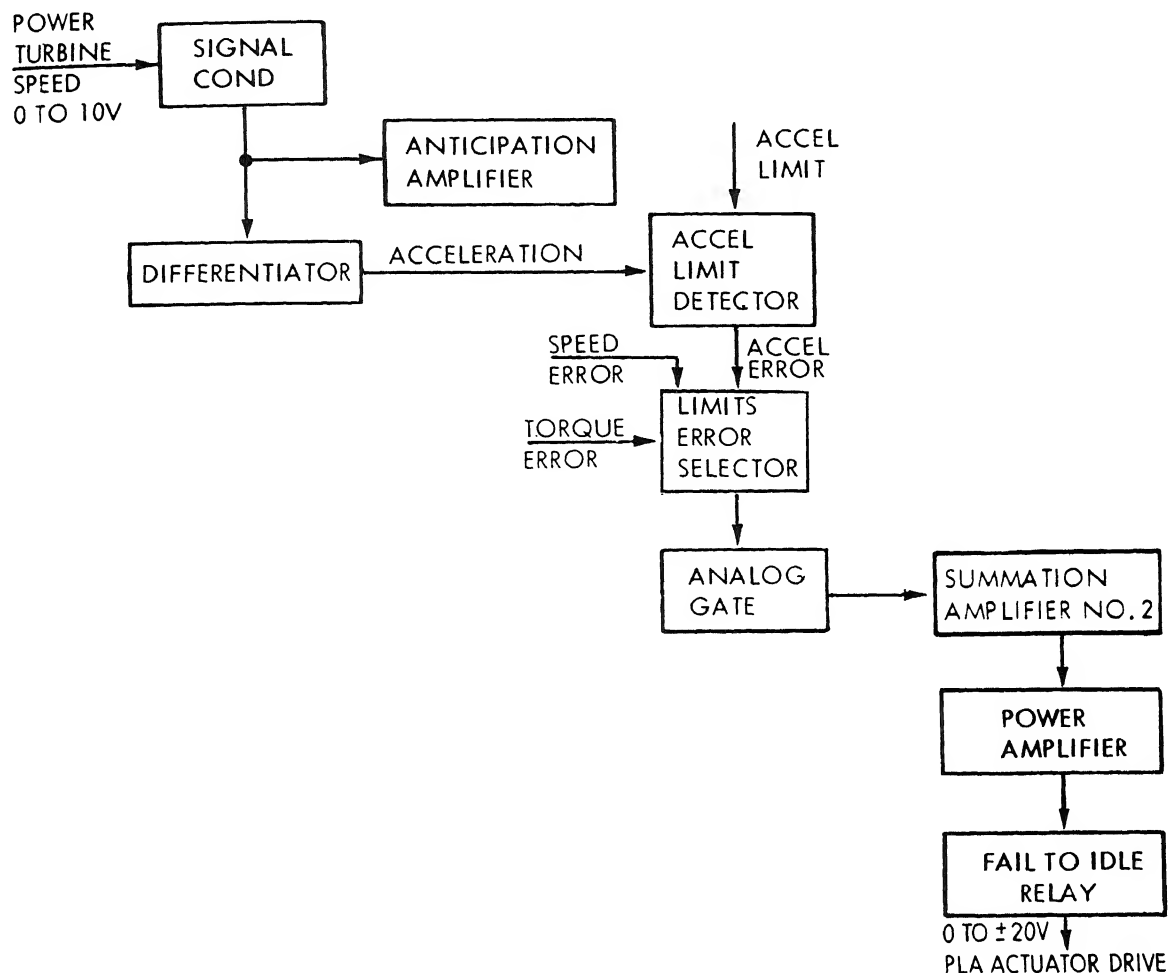 POWER
TURBINE
SPEED
0 TO 10V
SIGNAL
COND
ANTICIPATION
AMPLIFIER
ACCEL
LIMIT
DIFFERENTIATOR
ACCELERATION
ACCEL
LIMIT
DETECTOR
SPEED
ERROR
ACCEL
ERROR
TORQUE
ERROR
LIMITS
ERROR
SELECTOR
ANALOG
GATE
SUMMATION
AMPLIFIER NO. 2
POWER
AMPLIFIER
FAIL TO IDLE
RELAY
0 TO ±20V
PLA ACTUATOR DRIVE